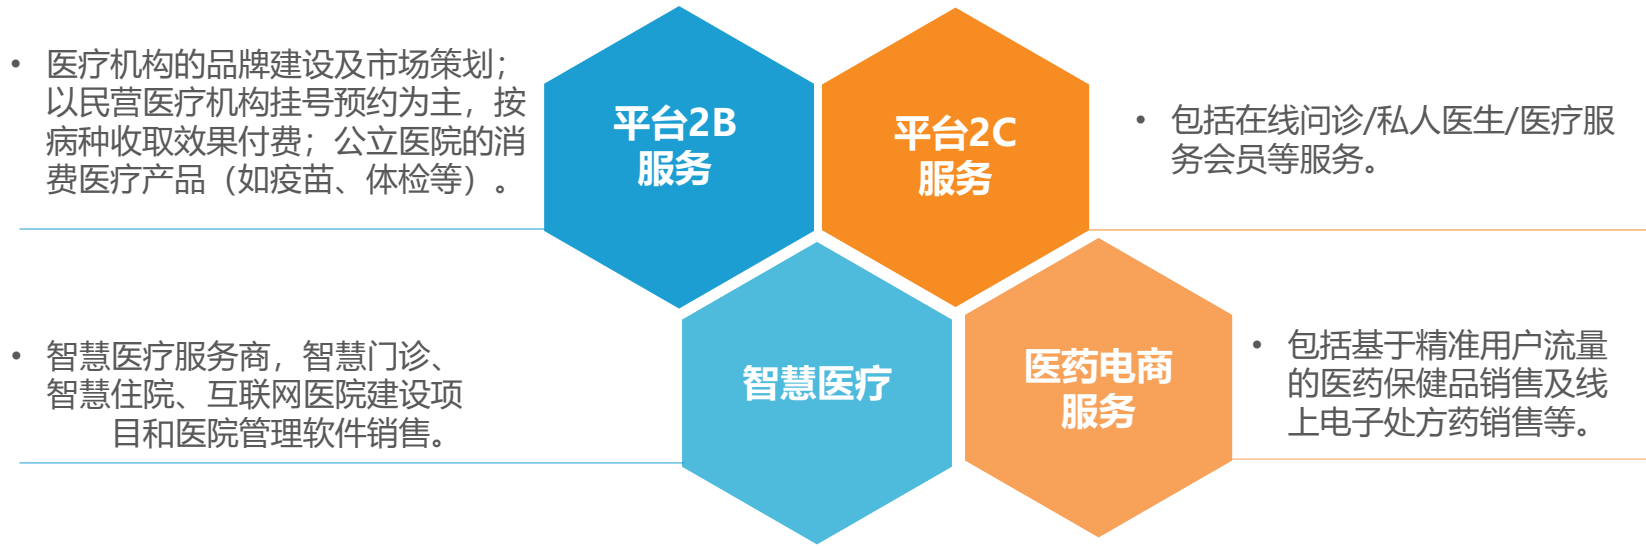 • 医疗机构的品牌建设及市场策划；
以民营医疗机构挂号预约为主，按
病种收取效果付费；公立医院的消
费医疗产品（如疫苗、体检等）。
平台2B
服务
平台2C
服务
• 包括在线问诊/私人医生/医疗服
务会员等服务。
• 智慧医疗服务商，智慧门诊、
智慧住院、互联网医院建设项
目和医院管理软件销售。
智慧医疗
医药电商
服务
• 包括基于精准用户流量
的医药保健品销售及线
上电子处方药销售等。